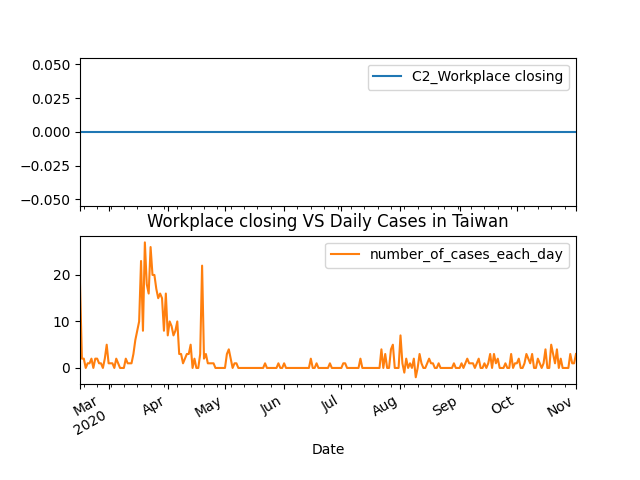 0.050
0.025
0.000
−0.025
−0.050
C2_Workplace closing
Workplace closing VS Daily Cases in Taiwan
20
10
0
number_of_cases_each_day
Mar
2020
Apr
May
Jun
Jul
Aug
Sep
Oct
Nov
Date